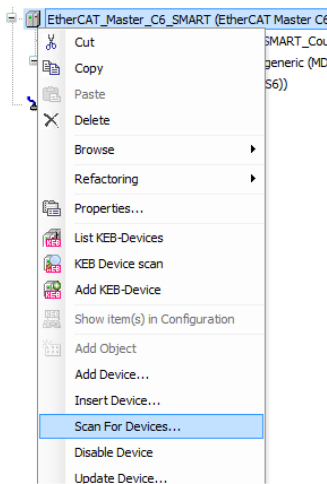 EtherCAT_Master_C6_SMART (EtherCAT Master C6
Cut
SMART_Cou
Copy
generic (MD
Paste
S6))
Delete
Browse
Refactoring
Properties...
List KEB-Devices
KEB Device scan
Add KEB-Device
Show item(s) in Configuration
Add Object
Add Device...
Insert Device...
Scan For Devices...
Disable Device
Update Device...